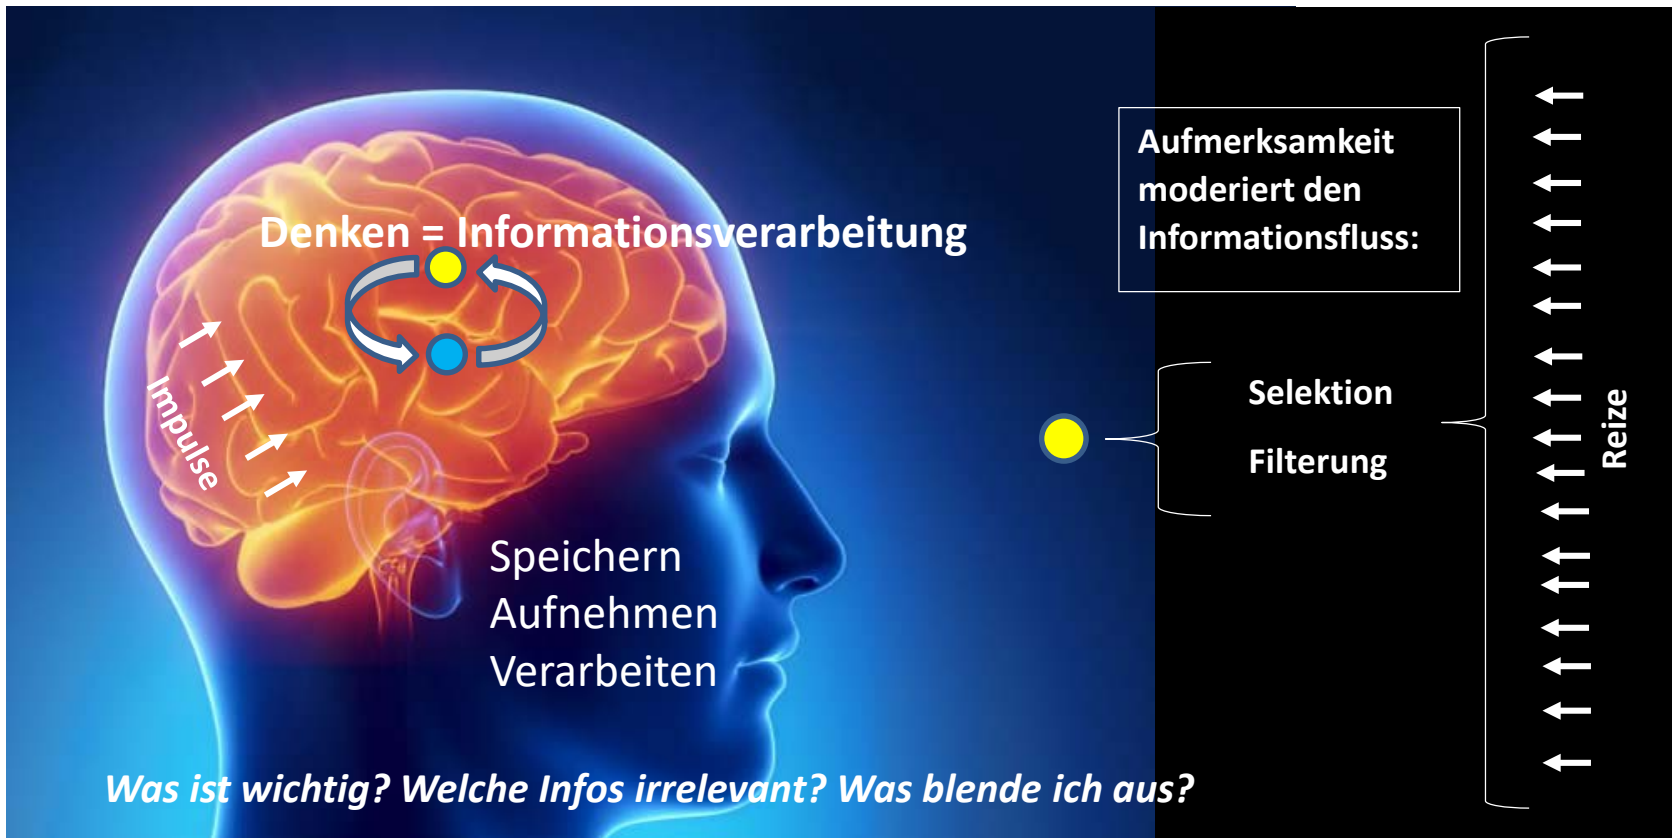 Denken = Informationsverarbeitung
Impulse
Speichern
Aufnehmen
Verarbeiten
Was ist wichtig? Welche Infos irrelevant? Was blende ich aus?
Aufmerksamkeit
moderiert den
Informationsfluss:
Selektion
Filterung
Reize